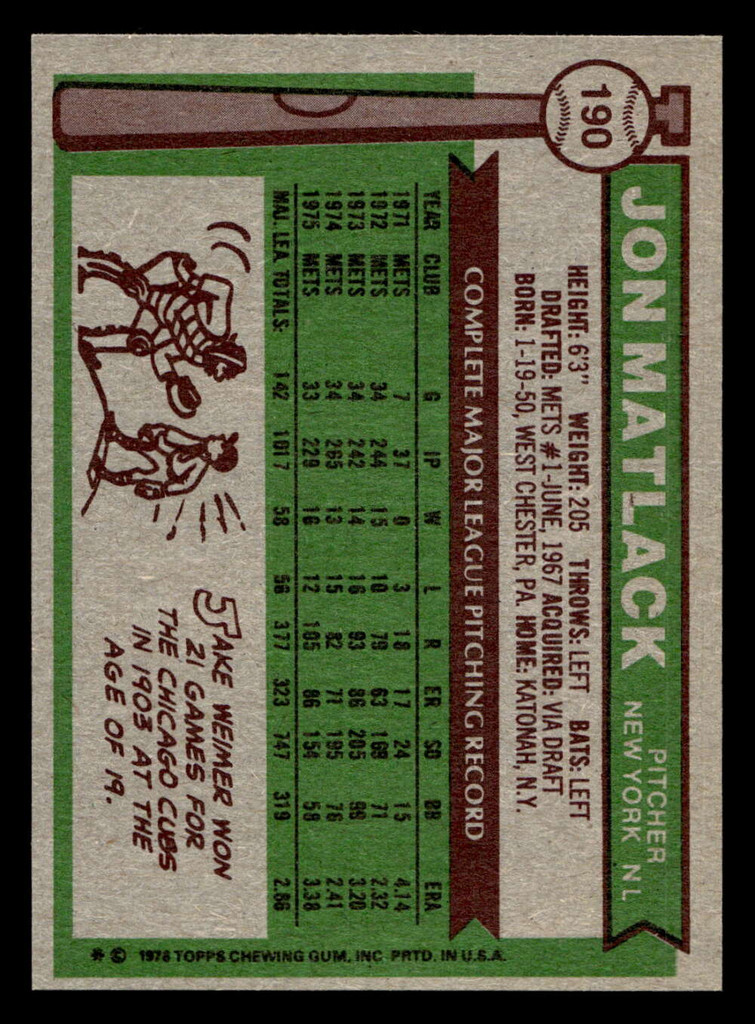 190
JON MATLACK
PITCHER
NEW YORK NL
HEIGHT: 6'3" WEIGHT: 205 THROWS: LEFT BATS: LEFT
DRAFTED: METS #1-JUNE, 1967 ACQUIRED: VIA DRAFT
BORN: 1-19-50, WEST CHESTER, PA. HOME: KATONAH, N.Y.
COMPLETE MAJOR LEAGUE PITCHING RECORD
YEAR CLUB G IP W L R ER SO BB ERA
1971 METS 7 37 0 3 18 17 24 15 4.14
1972 METS 34 244 15 10 79 63 169 71 2.32
1973 METS 34 242 14 16 93 86 205 99 3.20
1974 METS 34 265 13 15 82 71 195 76 2.41
1975 METS 33 229 16 12 105 86 154 58 3.38
MAJ. LEA. TOTALS: 142 1017 58 56 377 323 747 319 2.86
JAKE WEIMER WON
21 GAMES FOR
THE CHICAGO CUBS
IN 1903 AT THE
AGE OF 19.
* © 1976 TOPPS CHEWING GUM, INC. PRTD. IN U.S.A.